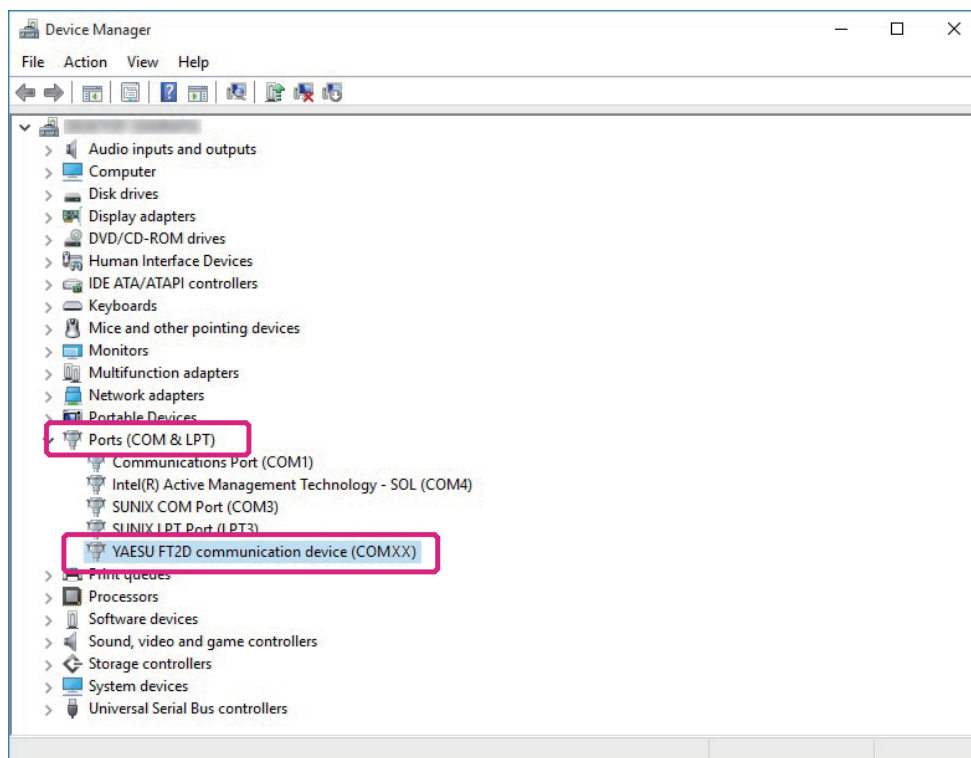 Device Manager
File Action View Help
Audio inputs and outputs
Computer
Disk drives
Display adapters
DVD/CD-ROM drives
Human Interface Devices
IDE ATA/ATAPI controllers
Keyboards
Mice and other pointing devices
Monitors
Multifunction adapters
Network adapters
Portable Devices
Ports (COM & LPT)
Communications Port (COM1)
Intel(R) Active Management Technology - SOL (COM4)
SUNIX COM Port (COM3)
SUNIX LPT Port (LPT3)
YAESU FT2D communication device (COMXX)
Print queues
Processors
Software devices
Sound, video and game controllers
Storage controllers
System devices
Universal Serial Bus controllers